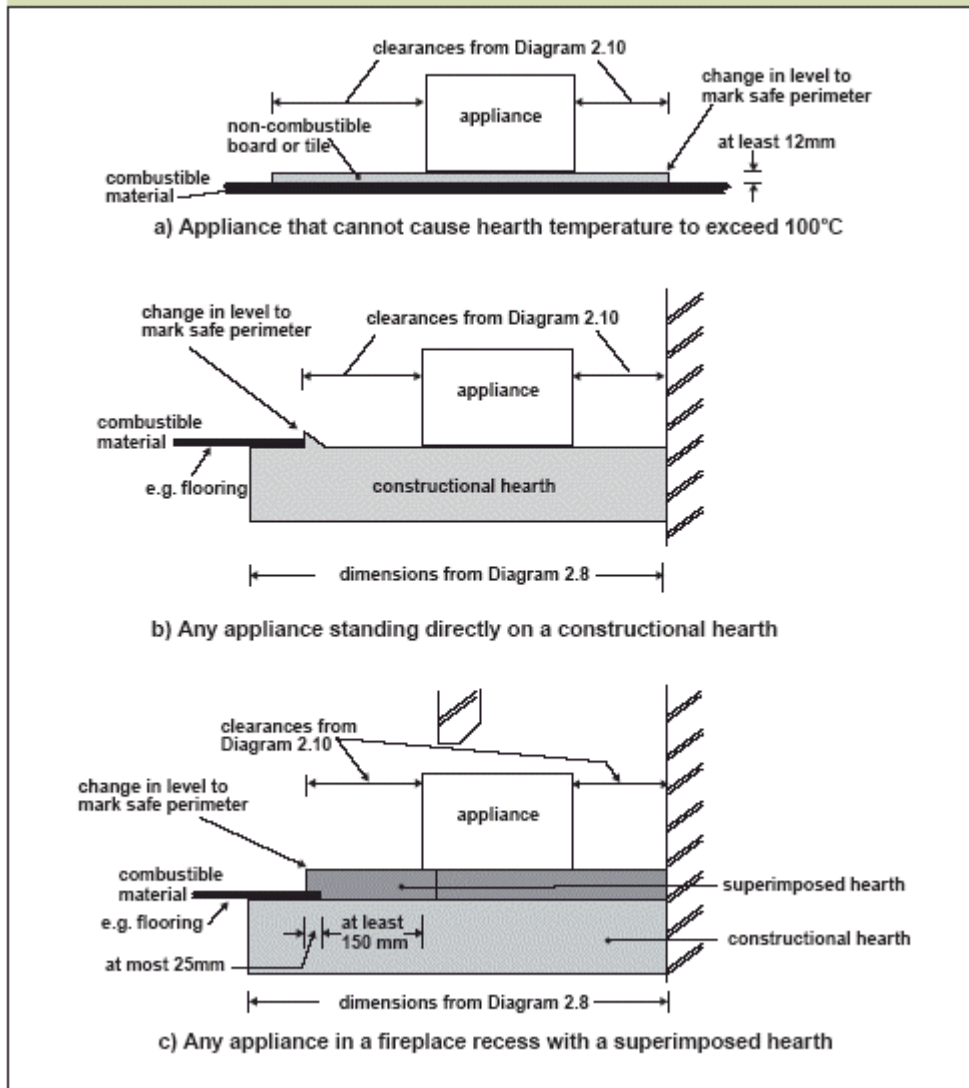 clearances from Diagram 2.10
change in level to
mark safe perimeter
appliance
non-combustible
board or tile
at least 12mm
combustible
material
a) Appliance that cannot cause hearth temperature to exceed 100°C
change in level to
mark safe perimeter
clearances from Diagram 2.10
appliance
combustible
material
e.g. flooring
constructional hearth
dimensions from Diagram 2.8
b) Any appliance standing directly on a constructional hearth
clearances from
Diagram 2.10
change in level to
mark safe perimeter
appliance
combustible
material
superimposed hearth
e.g. flooring
at least
150 mm
constructional hearth
at most 25mm
dimensions from Diagram 2.8
c) Any appliance in a fireplace recess with a superimposed hearth